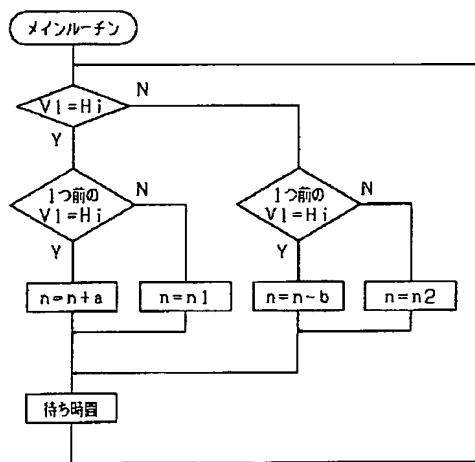 メインルーチン
V1=Hi
N
Y
1つ前の
V1=Hi
N
Y
1つ前の
V1=Hi
N
Y
n=n+a
n=n1
n=n-b
n=n2
待ち時間